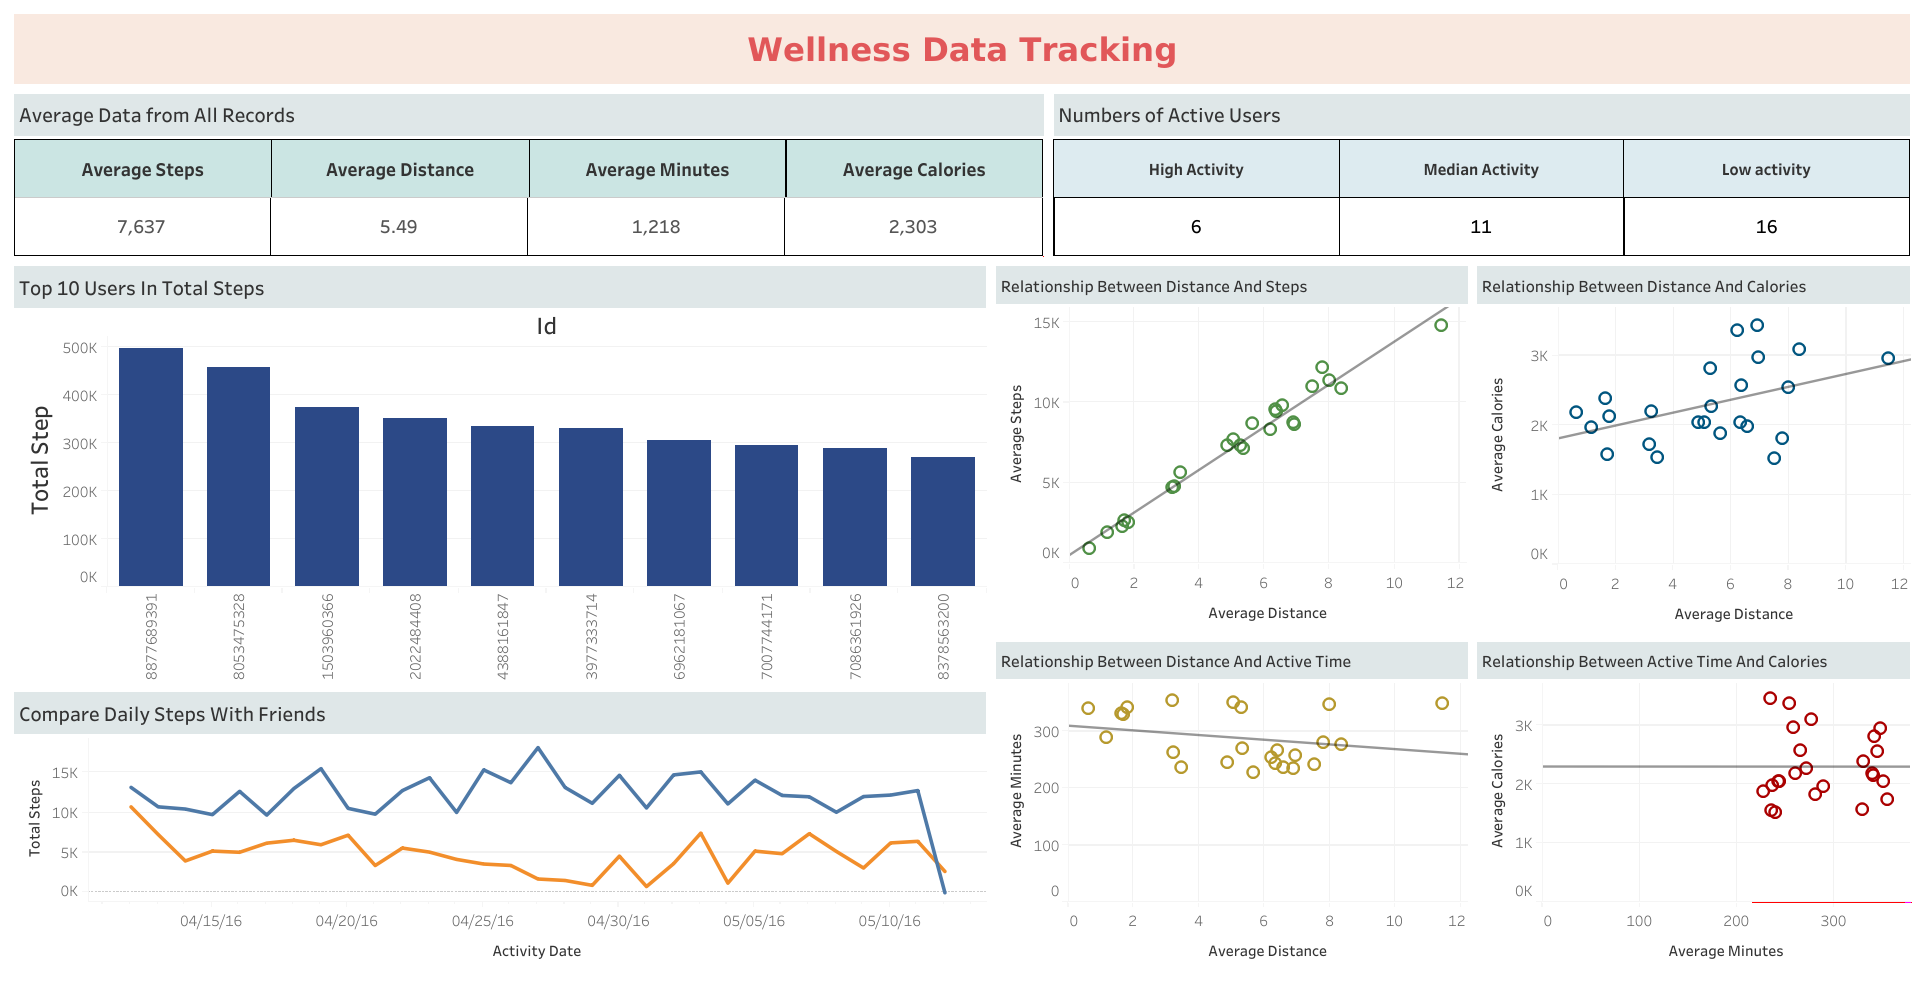 Wellness Data Tracking
Average Data from All Records
Average Steps Average Distance Average Minutes Average Calories
7,637 5.49 1,218 2,303
Numbers of Active Users
High Activity Median Activity Low activity
6 11 16
Top 10 Users In Total Steps
Id
Total Step
500K
400K
300K
200K
100K
0K
8877689391 8053475328 1503960366 2022484408 4388161847 3977333714 6962181067 7007744171 7086361926 8378563200
Compare Daily Steps With Friends
Total Steps
15K
10K
5K
0K
04/15/16 04/20/16 04/25/16 04/30/16 05/05/16 05/10/16
Activity Date
Relationship Between Distance And Steps
Average Steps
15K
10K
5K
0K
0 2 4 6 8 10 12
Average Distance
Relationship Between Distance And Calories
Average Calories
3K
2K
1K
0K
0 2 4 6 8 10 12
Average Distance
Relationship Between Distance And Active Time
Average Minutes
300
200
100
0
0 2 4 6 8 10 12
Average Distance
Relationship Between Active Time And Calories
Average Calories
3K
2K
1K
0K
0 100 200 300
Average Minutes